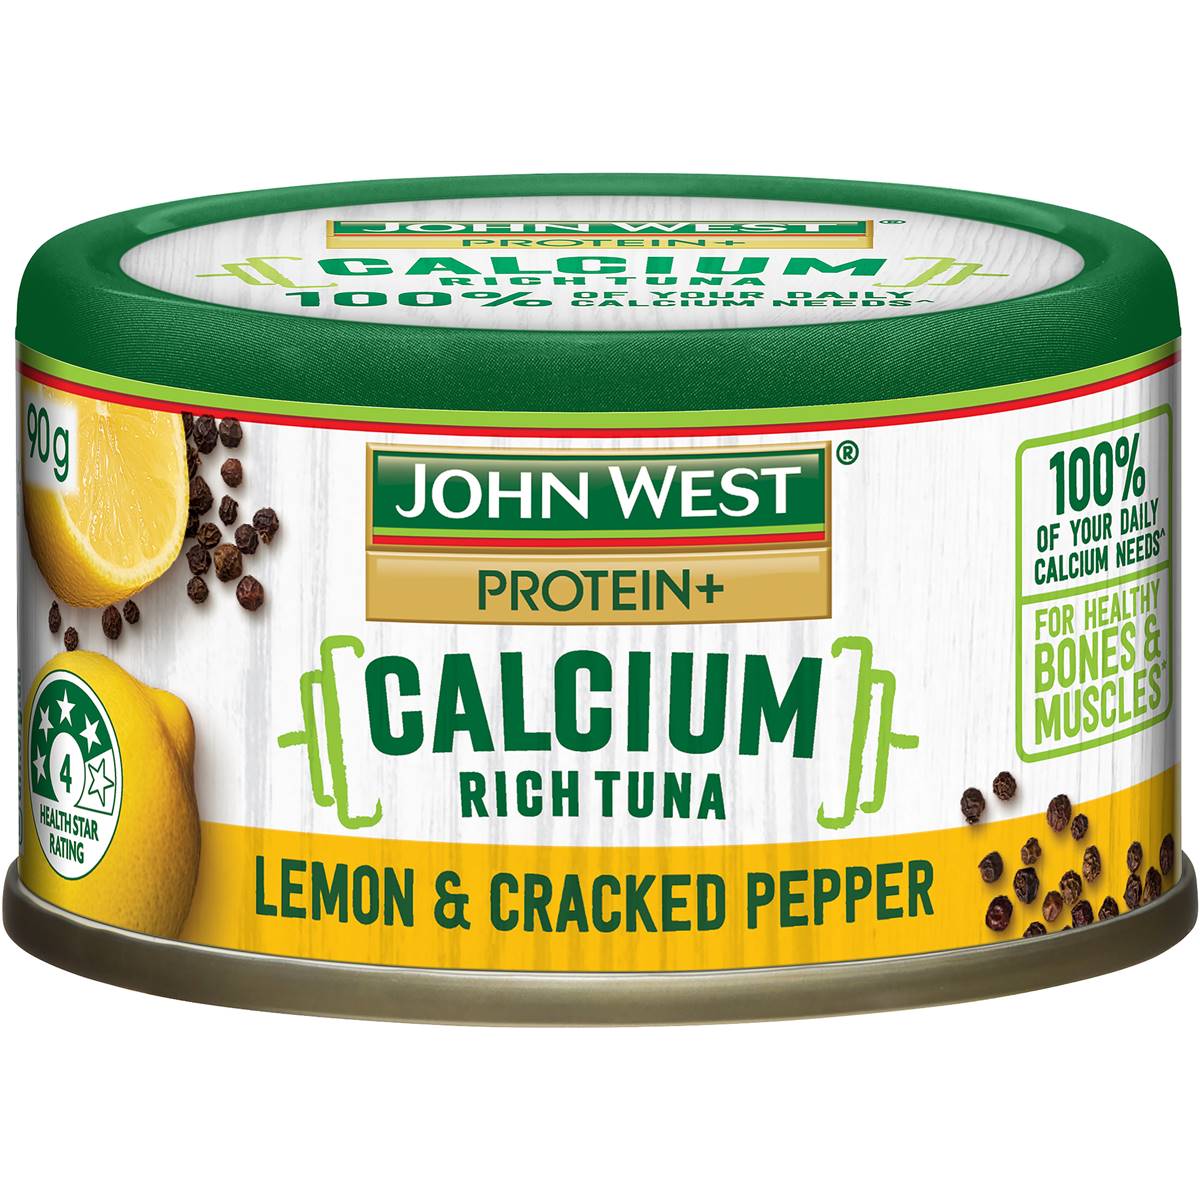 JOHN WEST ®
PROTEIN+
CALCIUM
RICH TUNA
100% OF YOUR DAILY
CALCIUM NEEDS^
90g
JOHN WEST ®
PROTEIN+
CALCIUM
RICH TUNA
LEMON & CRACKED PEPPER
100%
OF YOUR DAILY
CALCIUM NEEDS^
FOR HEALTHY
BONES &
MUSCLES*
4
HEALTH STAR
RATING